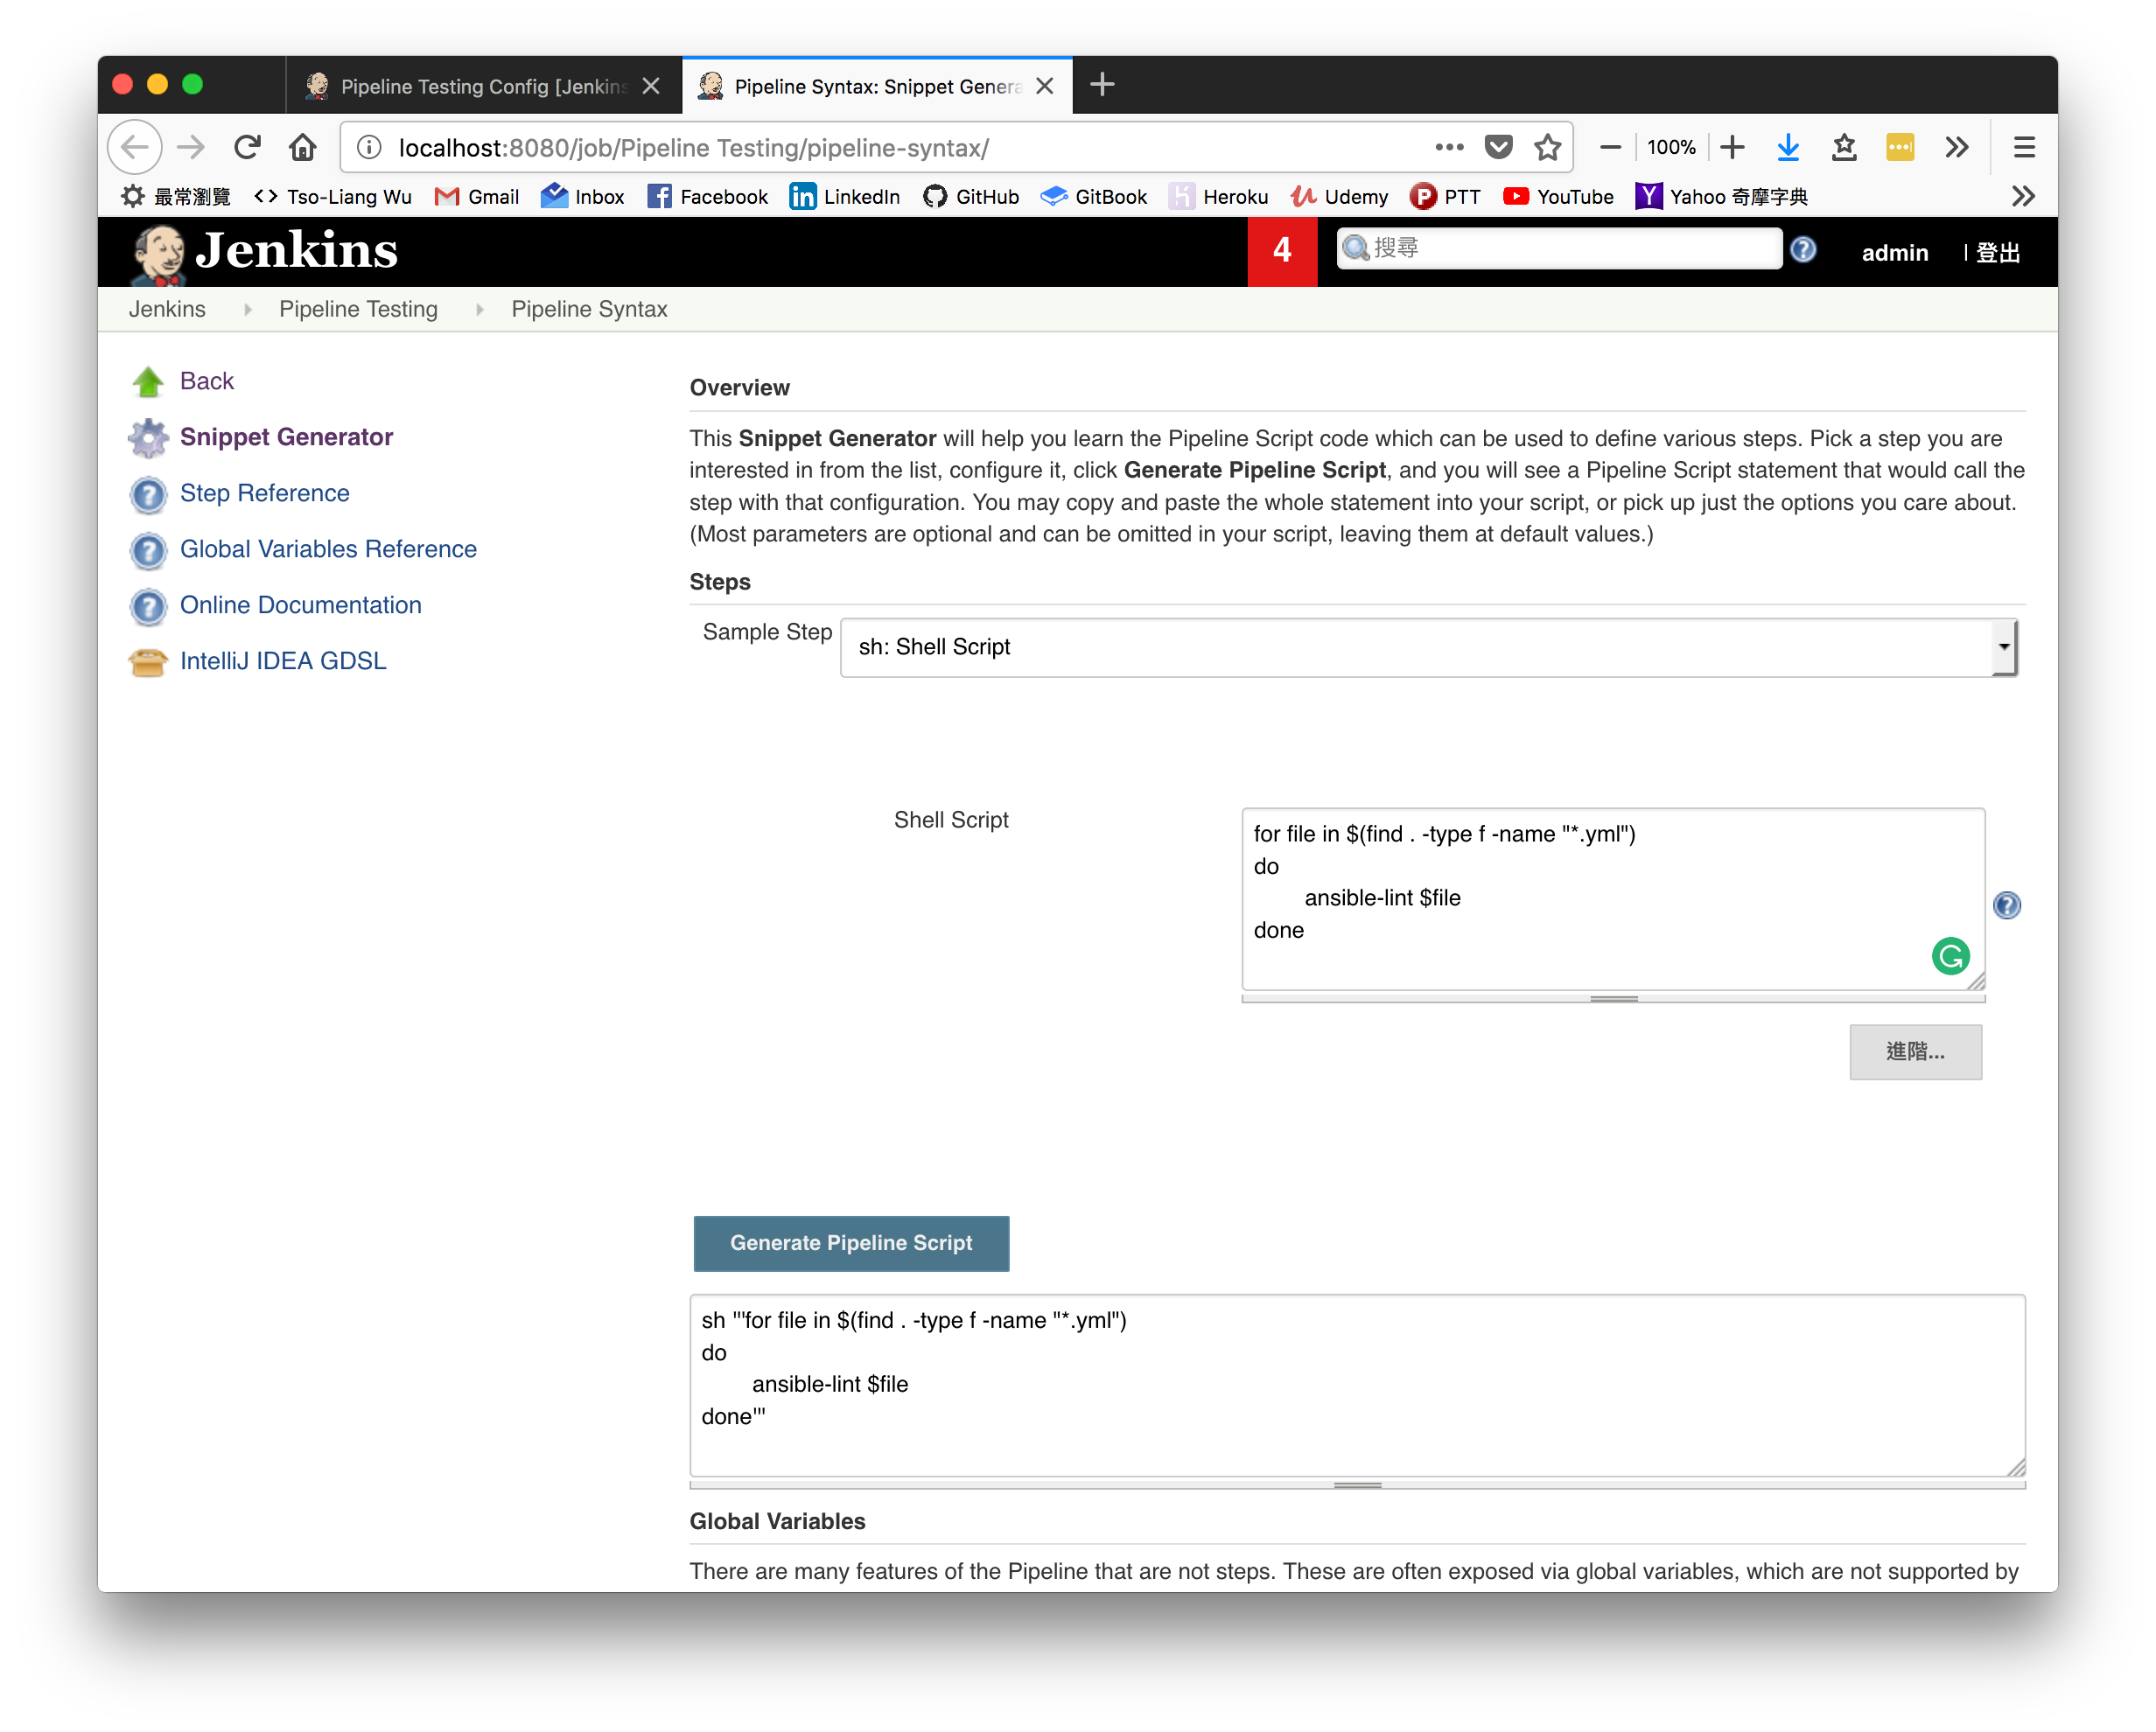 Pipeline Testing Config [Jenkins
Pipeline Syntax: Snippet Genera
localhost:8080/job/Pipeline Testing/pipeline-syntax/
100%
最常瀏覽 Tso-Liang Wu Gmail Inbox Facebook LinkedIn GitHub GitBook Heroku Udemy PTT YouTube Yahoo 奇摩字典
Jenkins 4 搜尋 admin | 登出
Jenkins Pipeline Testing Pipeline Syntax
Back
Snippet Generator
Step Reference
Global Variables Reference
Online Documentation
IntelliJ IDEA GDSL
Overview
This Snippet Generator will help you learn the Pipeline Script code which can be used to define various steps. Pick a step you are
interested in from the list, configure it, click Generate Pipeline Script, and you will see a Pipeline Script statement that would call the
step with that configuration. You may copy and paste the whole statement into your script, or pick up just the options you care about.
(Most parameters are optional and can be omitted in your script, leaving them at default values.)
Steps
Sample Step sh: Shell Script
Shell Script
for file in $(find . -type f -name "*.yml")
do
ansible-lint $file
done
進階...
Generate Pipeline Script
sh '''for file in $(find . -type f -name "*.yml")
do
ansible-lint $file
done'''
Global Variables
There are many features of the Pipeline that are not steps. These are often exposed via global variables, which are not supported by